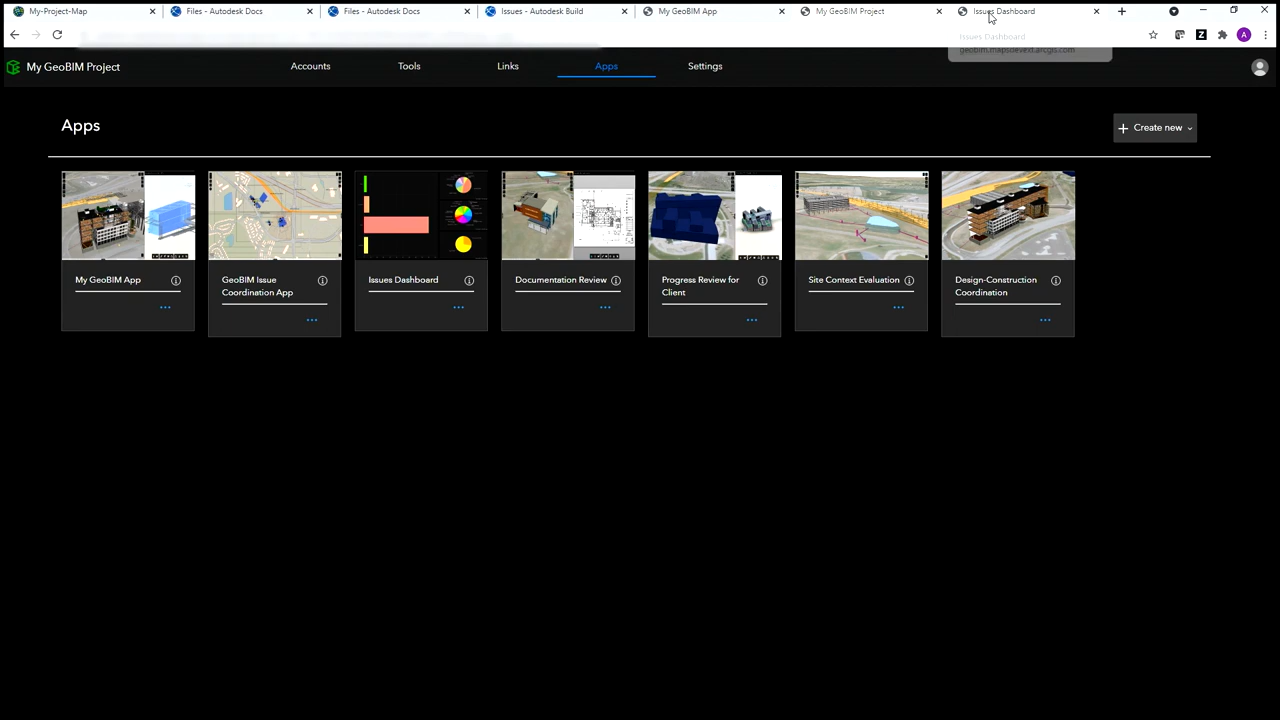 My-Project-Map
Files - Autodesk Docs
Files - Autodesk Docs
Issues - Autodesk Build
My GeoBIM App
My GeoBIM Project
Issues Dashboard
Issues Dashboard
Z
A
My GeoBIM Project
Accounts
Tools
Links
Apps
Settings
Apps
Create new
My GeoBIM App
GeoBIM Issue
Coordination App
Issues Dashboard
Documentation Review
Progress Review for
Client
Site Context Evaluation
Design-Construction
Coordination